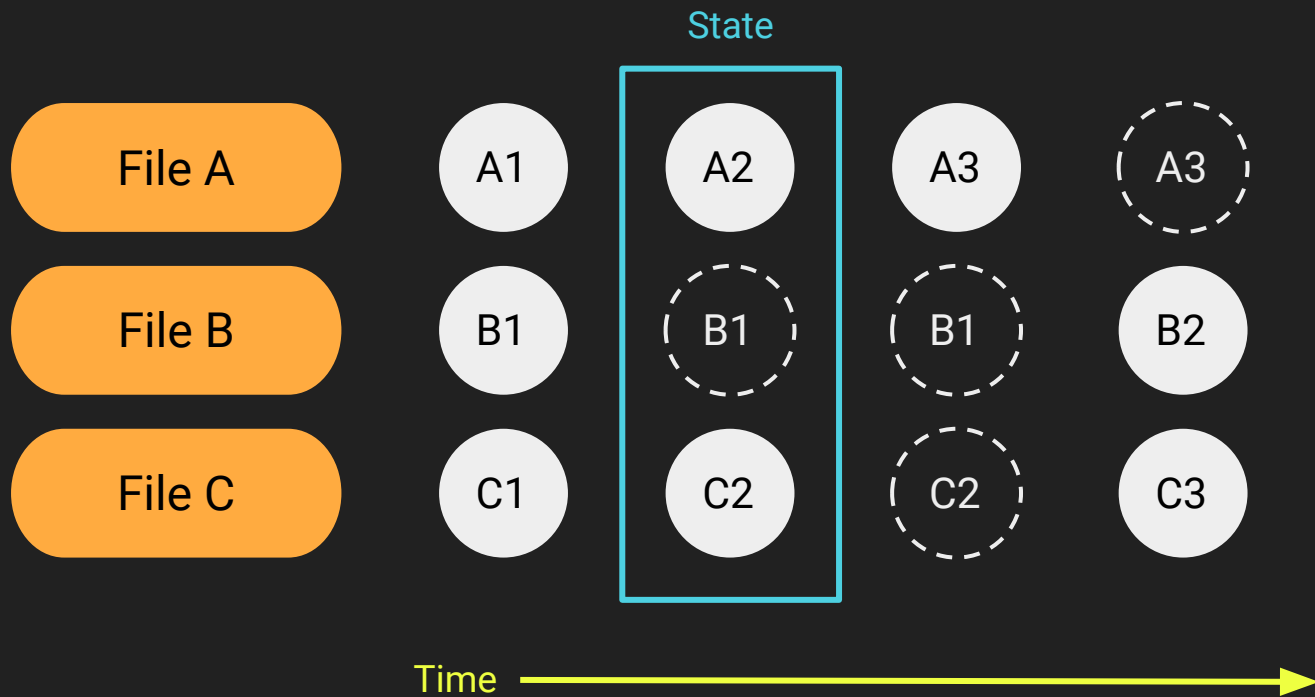 State
File A
A1
A2
A3
A3
File B
B1
B1
B1
B2
File C
C1
C2
C2
C3
Time